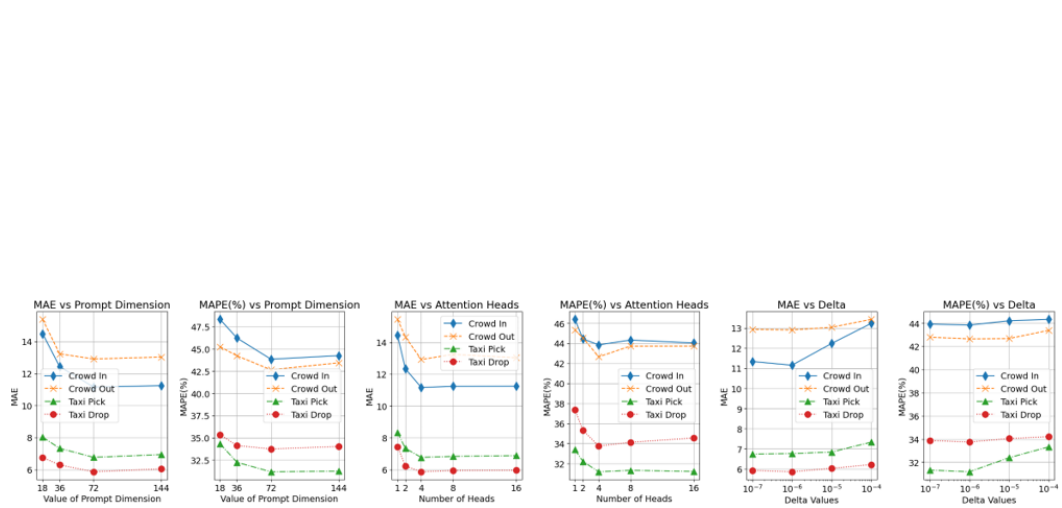 MAE vs Prompt Dimension
MAE
14
12
10
8
6
18 36 72 144
Value of Prompt Dimension
Crowd In
Crowd Out
Taxi Pick
Taxi Drop
MAPE(%) vs Prompt Dimension
MAPE(%)
47.5
45.0
42.5
40.0
37.5
35.0
32.5
18 36 72 144
Value of Prompt Dimension
Crowd In
Crowd Out
Taxi Pick
Taxi Drop
MAE vs Attention Heads
MAE
14
12
10
8
6
1 2 4 8 16
Number of Heads
Crowd In
Crowd Out
Taxi Pick
Taxi Drop
MAPE(%) vs Attention Heads
MAPE(%)
46
44
42
40
38
36
34
32
1 2 4 8 16
Number of Heads
Crowd In
Crowd Out
Taxi Pick
Taxi Drop
MAE vs Delta
MAE
13
12
11
10
9
8
7
6
10⁻⁷ 10⁻⁶ 10⁻⁵ 10⁻⁴
Delta Values
Crowd In
Crowd Out
Taxi Pick
Taxi Drop
MAPE(%) vs Delta
MAPE(%)
44
42
40
38
36
34
32
10⁻⁷ 10⁻⁶ 10⁻⁵ 10⁻⁴
Delta Values
Crowd In
Crowd Out
Taxi Pick
Taxi Drop